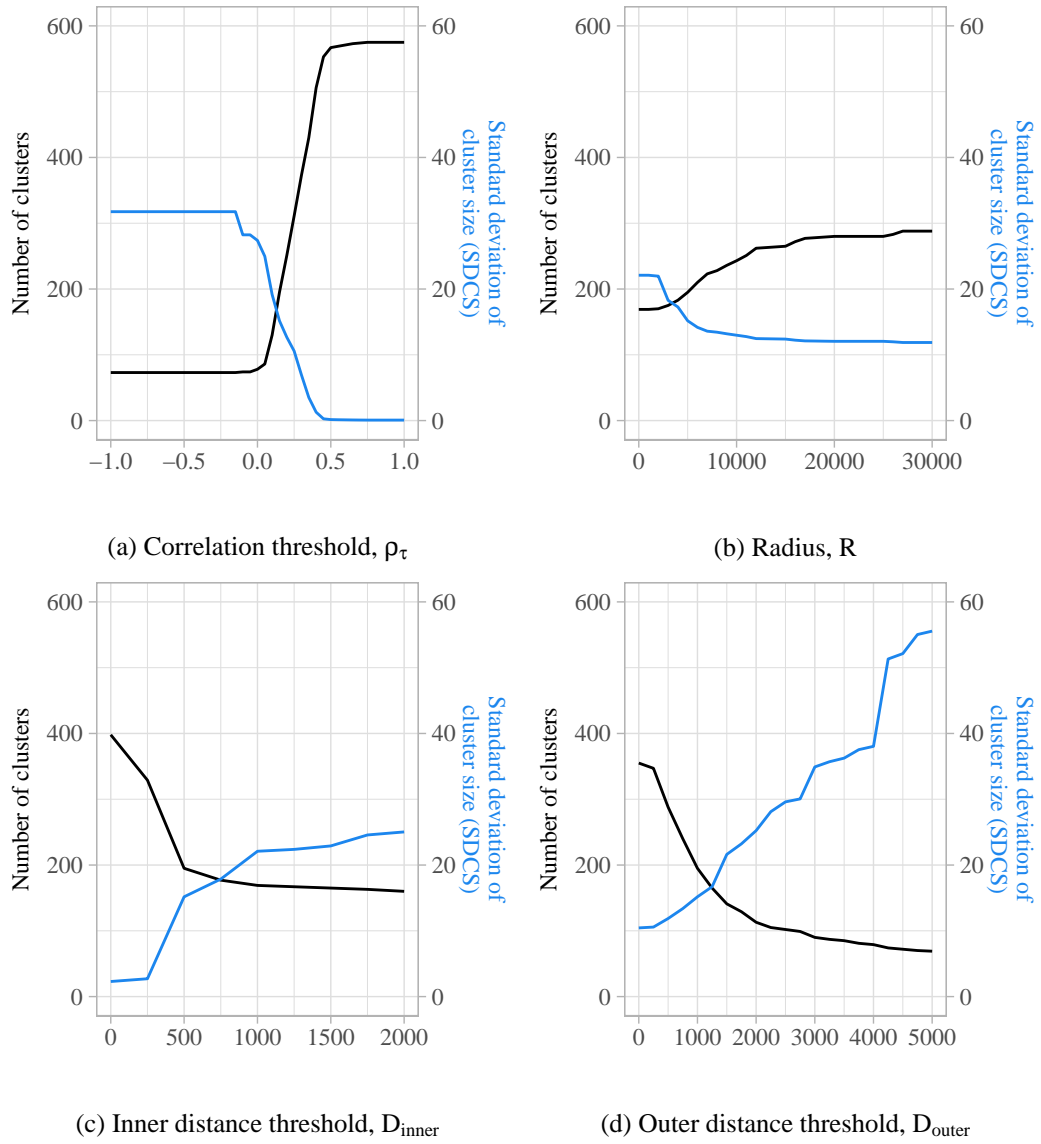 600
400
200
0
Number of clusters
60
40
20
0
Standard deviation of
cluster size (SDCS)
−1.0 −0.5 0.0 0.5 1.0
(a) Correlation threshold, ρτ
600
400
200
0
Number of clusters
60
40
20
0
Standard deviation of
cluster size (SDCS)
0 10000 20000 30000
(b) Radius, R
600
400
200
0
Number of clusters
60
40
20
0
Standard deviation of
cluster size (SDCS)
0 500 1000 1500 2000
(c) Inner distance threshold, Dinner
600
400
200
0
Number of clusters
60
40
20
0
Standard deviation of
cluster size (SDCS)
0 1000 2000 3000 4000 5000
(d) Outer distance threshold, Douter